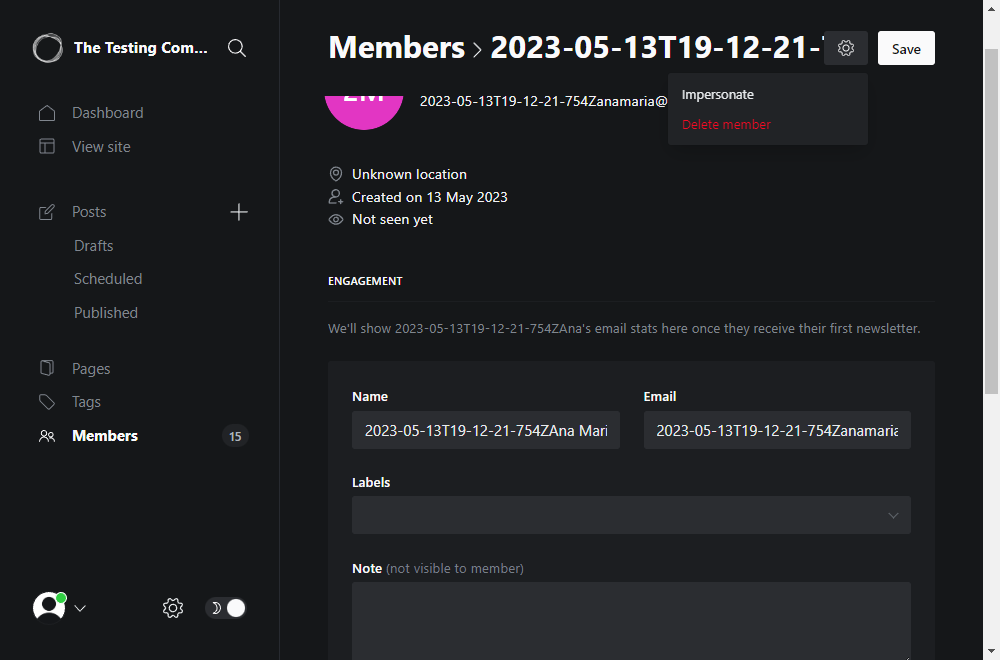 The Testing Com...
Dashboard
View site
Posts
Drafts
Scheduled
Published
Pages
Tags
Members
15
Members > 2023-05-13T19-12-21-
Save
Impersonate
Delete member
ZM
2023-05-13T19-12-21-754Zanamaria@
Unknown location
Created on 13 May 2023
Not seen yet
ENGAGEMENT
We'll show 2023-05-13T19-12-21-754ZAna's email stats here once they receive their first newsletter.
Name
2023-05-13T19-12-21-754ZAna Mari
Email
2023-05-13T19-12-21-754Zanamaria
Labels
Note (not visible to member)